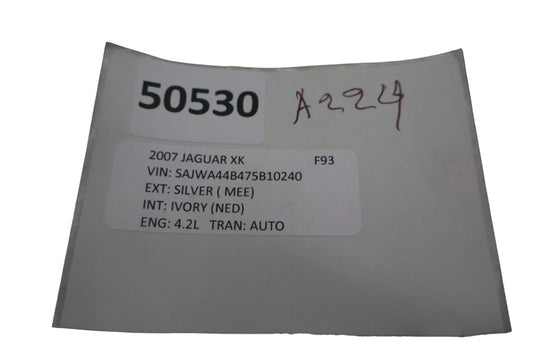 50530 A224
2007 JAGUAR XK F93
VIN: SAJWA44B475B10240
EXT: SILVER ( MEE)
INT: IVORY (NED)
ENG: 4.2L TRAN: AUTO